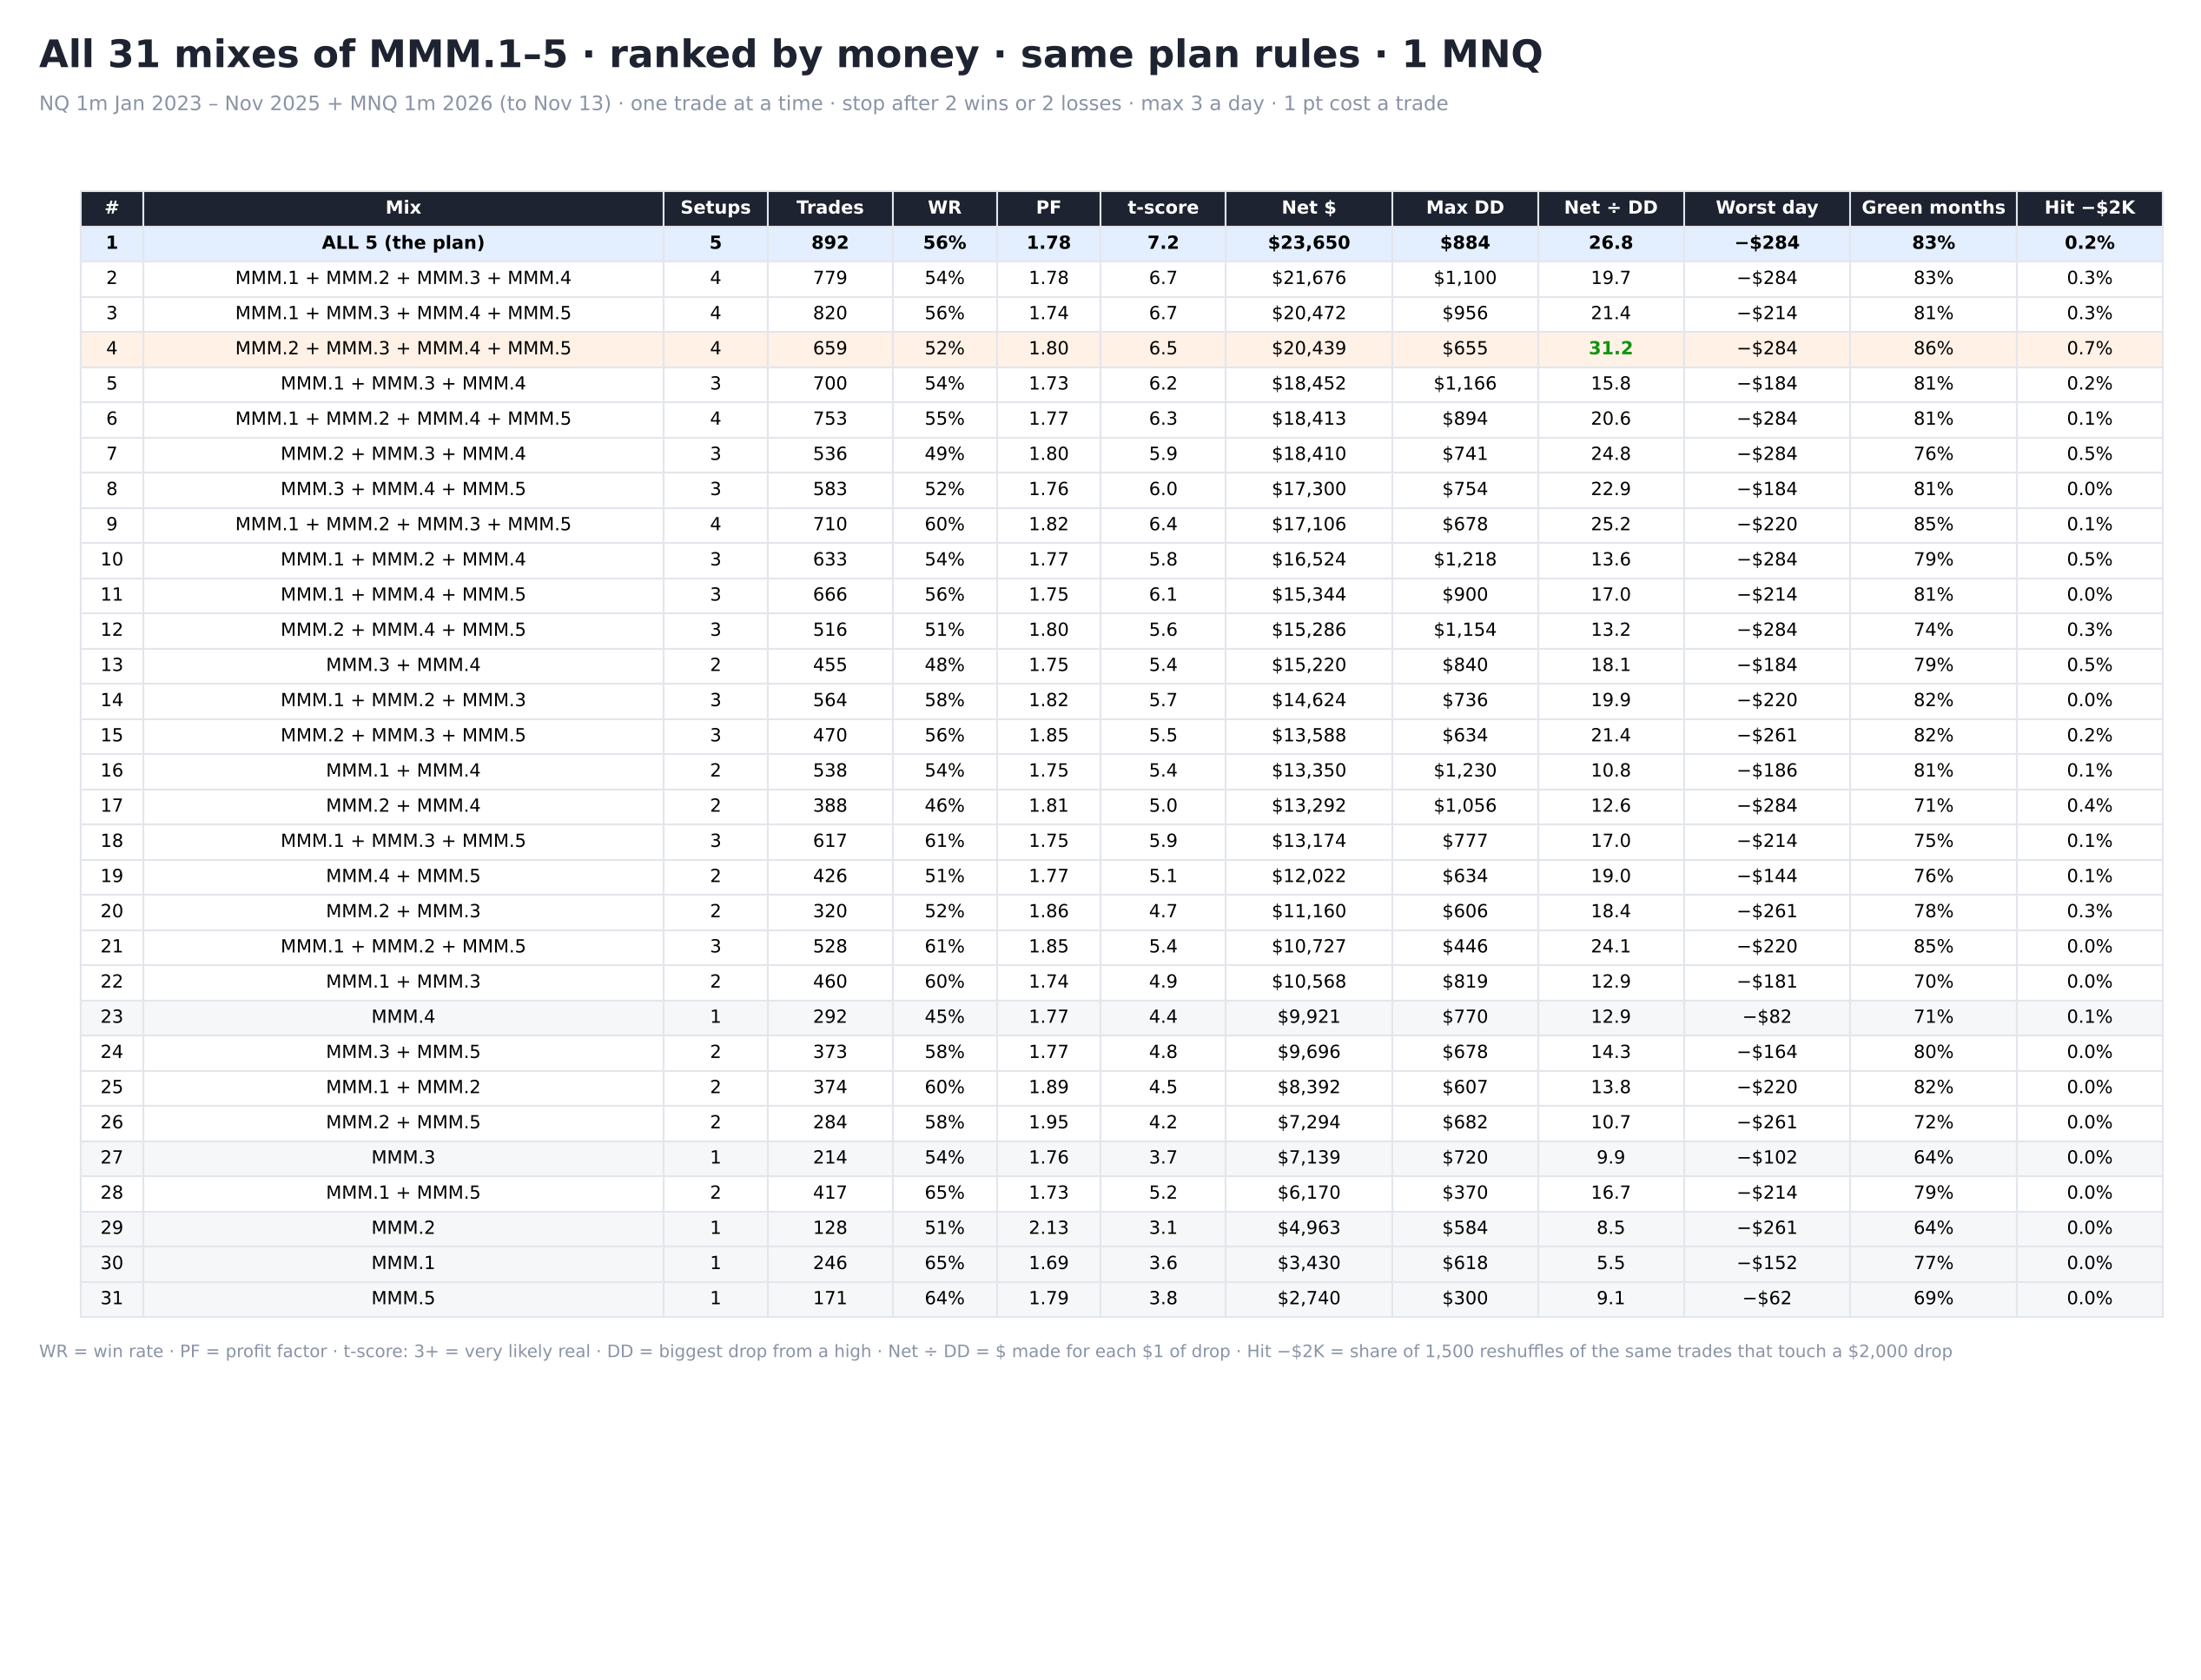 All 31 mixes of MMM.1–5 · ranked by money · same plan rules · 1 MNQ
NQ 1m Jan 2023 – Nov 2025 + MNQ 1m 2026 (to Nov 13) · one trade at a time · stop after 2 wins or 2 losses · max 3 a day · 1 pt cost a trade
# Mix Setups Trades WR PF t-score Net $ Max DD Net ÷ DD Worst day Green months Hit −$2K
1 ALL 5 (the plan) 5 892 56% 1.78 7.2 $23,650 $884 26.8 −$284 83% 0.2%
2 MMM.1 + MMM.2 + MMM.3 + MMM.4 4 779 54% 1.78 6.7 $21,676 $1,100 19.7 −$284 83% 0.3%
3 MMM.1 + MMM.3 + MMM.4 + MMM.5 4 820 56% 1.74 6.7 $20,472 $956 21.4 −$214 81% 0.3%
4 MMM.2 + MMM.3 + MMM.4 + MMM.5 4 659 52% 1.80 6.5 $20,439 $655 31.2 −$284 86% 0.7%
5 MMM.1 + MMM.3 + MMM.4 3 700 54% 1.73 6.2 $18,452 $1,166 15.8 −$184 81% 0.2%
6 MMM.1 + MMM.2 + MMM.4 + MMM.5 4 753 55% 1.77 6.3 $18,413 $894 20.6 −$284 81% 0.1%
7 MMM.2 + MMM.3 + MMM.4 3 536 49% 1.80 5.9 $18,410 $741 24.8 −$284 76% 0.5%
8 MMM.3 + MMM.4 + MMM.5 3 583 52% 1.76 6.0 $17,300 $754 22.9 −$184 81% 0.0%
9 MMM.1 + MMM.2 + MMM.3 + MMM.5 4 710 60% 1.82 6.4 $17,106 $678 25.2 −$220 85% 0.1%
10 MMM.1 + MMM.2 + MMM.4 3 633 54% 1.77 5.8 $16,524 $1,218 13.6 −$284 79% 0.5%
11 MMM.1 + MMM.4 + MMM.5 3 666 56% 1.75 6.1 $15,344 $900 17.0 −$214 81% 0.0%
12 MMM.2 + MMM.4 + MMM.5 3 516 51% 1.80 5.6 $15,286 $1,154 13.2 −$284 74% 0.3%
13 MMM.3 + MMM.4 2 455 48% 1.75 5.4 $15,220 $840 18.1 −$184 79% 0.5%
14 MMM.1 + MMM.2 + MMM.3 3 564 58% 1.82 5.7 $14,624 $736 19.9 −$220 82% 0.0%
15 MMM.2 + MMM.3 + MMM.5 3 470 56% 1.85 5.5 $13,588 $634 21.4 −$261 82% 0.2%
16 MMM.1 + MMM.4 2 538 54% 1.75 5.4 $13,350 $1,230 10.8 −$186 81% 0.1%
17 MMM.2 + MMM.4 2 388 46% 1.81 5.0 $13,292 $1,056 12.6 −$284 71% 0.4%
18 MMM.1 + MMM.3 + MMM.5 3 617 61% 1.75 5.9 $13,174 $777 17.0 −$214 75% 0.1%
19 MMM.4 + MMM.5 2 426 51% 1.77 5.1 $12,022 $634 19.0 −$144 76% 0.1%
20 MMM.2 + MMM.3 2 320 52% 1.86 4.7 $11,160 $606 18.4 −$261 78% 0.3%
21 MMM.1 + MMM.2 + MMM.5 3 528 61% 1.85 5.4 $10,727 $446 24.1 −$220 85% 0.0%
22 MMM.1 + MMM.3 2 460 60% 1.74 4.9 $10,568 $819 12.9 −$181 70% 0.0%
23 MMM.4 1 292 45% 1.77 4.4 $9,921 $770 12.9 −$82 71% 0.1%
24 MMM.3 + MMM.5 2 373 58% 1.77 4.8 $9,696 $678 14.3 −$164 80% 0.0%
25 MMM.1 + MMM.2 2 374 60% 1.89 4.5 $8,392 $607 13.8 −$220 82% 0.0%
26 MMM.2 + MMM.5 2 284 58% 1.95 4.2 $7,294 $682 10.7 −$261 72% 0.0%
27 MMM.3 1 214 54% 1.76 3.7 $7,139 $720 9.9 −$102 64% 0.0%
28 MMM.1 + MMM.5 2 417 65% 1.73 5.2 $6,170 $370 16.7 −$214 79% 0.0%
29 MMM.2 1 128 51% 2.13 3.1 $4,963 $584 8.5 −$261 64% 0.0%
30 MMM.1 1 246 65% 1.69 3.6 $3,430 $618 5.5 −$152 77% 0.0%
31 MMM.5 1 171 64% 1.79 3.8 $2,740 $300 9.1 −$62 69% 0.0%
WR = win rate · PF = profit factor · t-score: 3+ = very likely real · DD = biggest drop from a high · Net ÷ DD = $ made for each $1 of drop · Hit −$2K = share of 1,500 reshuffles of the same trades that touch a $2,000 drop